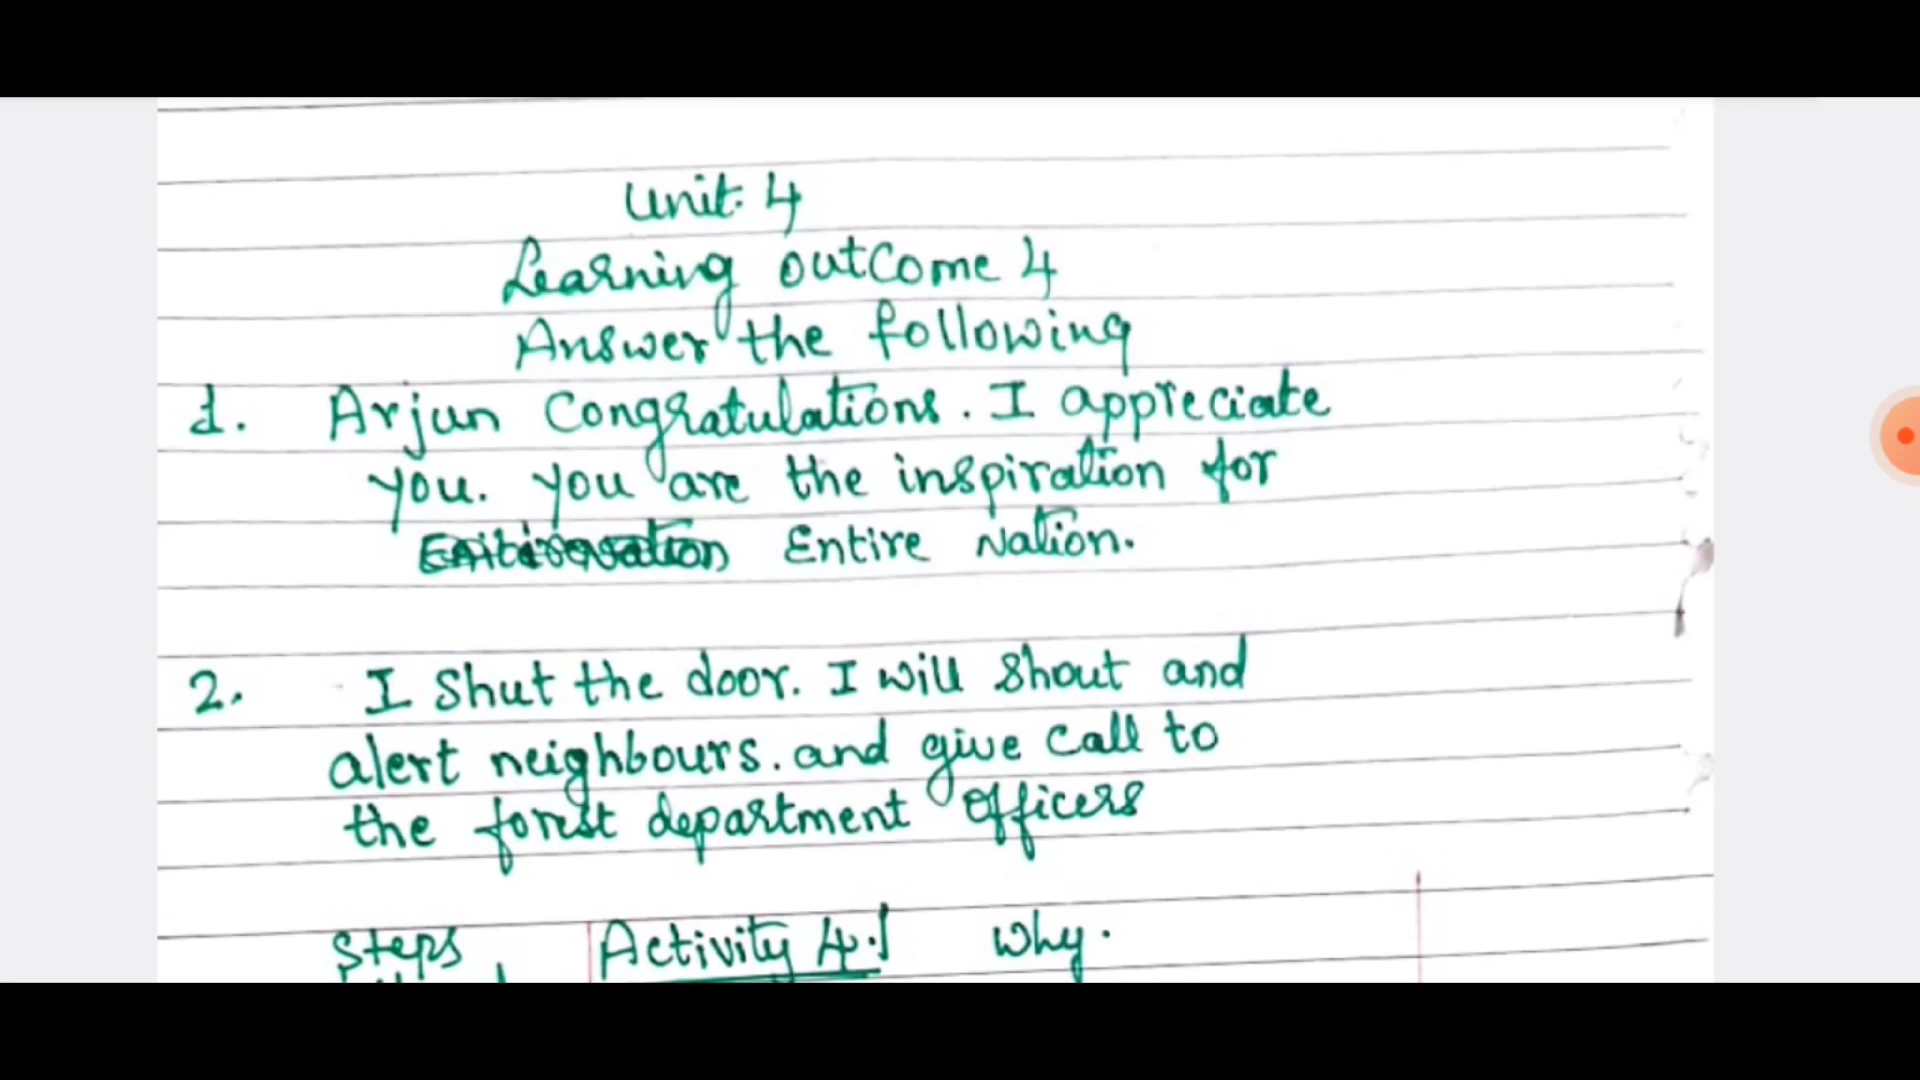 Unit 4
Learning outcome 4
Answer the following
1. Arjun Congratulations. I appreciate
you. you are the inspiration for
Entire Nation.
2. I Shut the door. I will Shout and
alert neighbours. and give call to
the forest department officers
Steps Activity 4.1 Why.